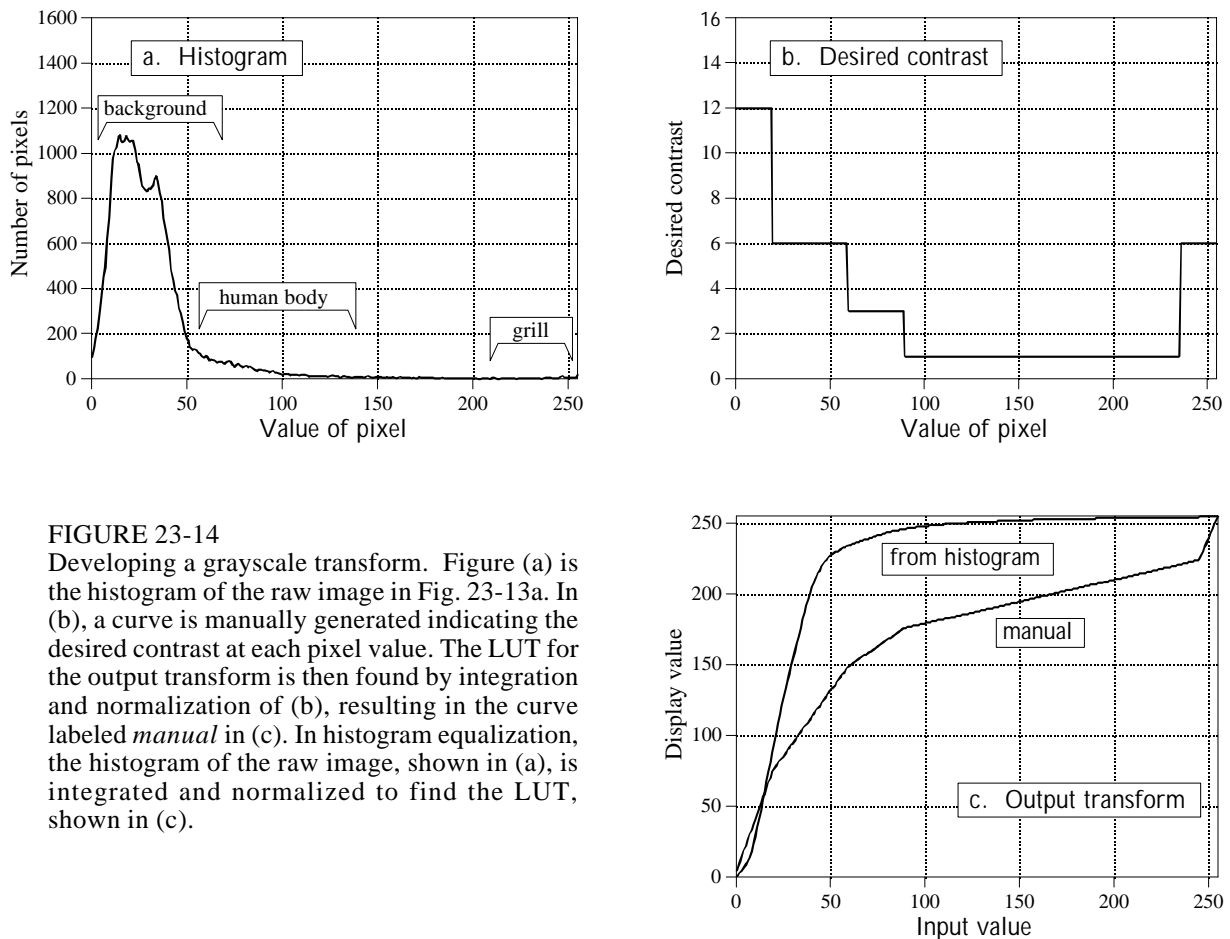 1600
1400
1200
1000
800
600
400
200
0
Number of pixels
a. Histogram
background
human body
grill
0 50 100 150 200 250
Value of pixel
16
14
12
10
8
6
4
2
0
Desired contrast
b. Desired contrast
0 50 100 150 200 250
Value of pixel
FIGURE 23-14
Developing a grayscale transform. Figure (a) is
the histogram of the raw image in Fig. 23-13a. In
(b), a curve is manually generated indicating the
desired contrast at each pixel value. The LUT for
the output transform is then found by integration
and normalization of (b), resulting in the curve
labeled manual in (c). In histogram equalization,
the histogram of the raw image, shown in (a), is
integrated and normalized to find the LUT,
shown in (c).
250
200
150
100
50
0
Display value
from histogram
manual
c. Output transform
0 50 100 150 200 250
Input value